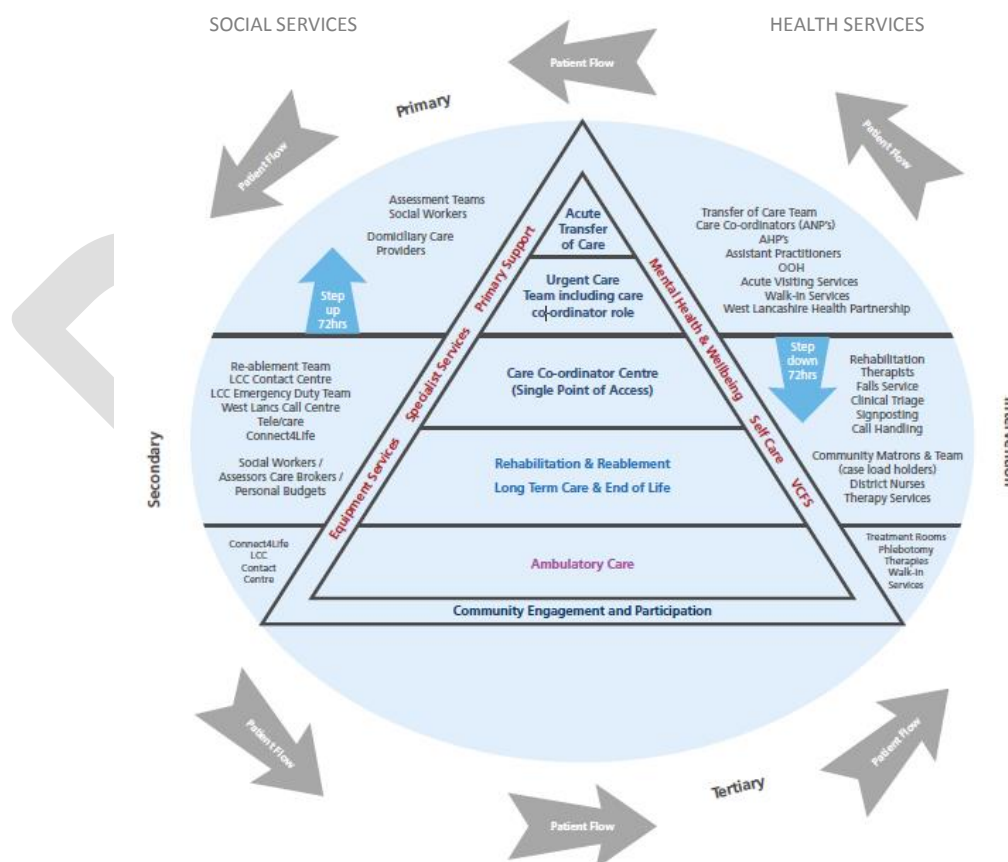 SOCIAL SERVICES
HEALTH SERVICES
Patient Flow
Primary
Patient Flow
Patient Flow
Assessment Teams
Social Workers
Domiciliary Care
Providers
Step
up
72hrs
Transfer of Care Team
Care Co-ordinators (ANP's)
AHP's
Assistant Practitioners
OOH
Acute Visiting Services
Walk-In Services
West Lancashire Health Partnership
Acute
Transfer
of Care
Urgent Care
Team including care
co-ordinator role
Care Co-ordinator Centre
(Single Point of Access)
Rehabilitation & Reablement
Long Term Care & End of Life
Ambulatory Care
Community Engagement and Participation
Equipment Services Specialist Services Primary Support
Mental Health & Wellbeing Self Care VCFS
Step
down
72hrs
Re-ablement Team
LCC Contact Centre
LCC Emergency Duty Team
West Lancs Call Centre
Tele/care
Connect4Life
Social Workers /
Assessors Care Brokers /
Personal Budgets
Rehabilitation
Therapists
Falls Service
Clinical Triage
Signposting
Call Handling
Community Matrons & Team
(case load holders)
District Nurses
Therapy Services
Secondary
Connect4Life
LCC
Contact
Centre
Treatment Rooms
Phlebotomy
Therapies
Walk-In
Services
Patient Flow
Patient Flow
Tertiary
Patient Flow